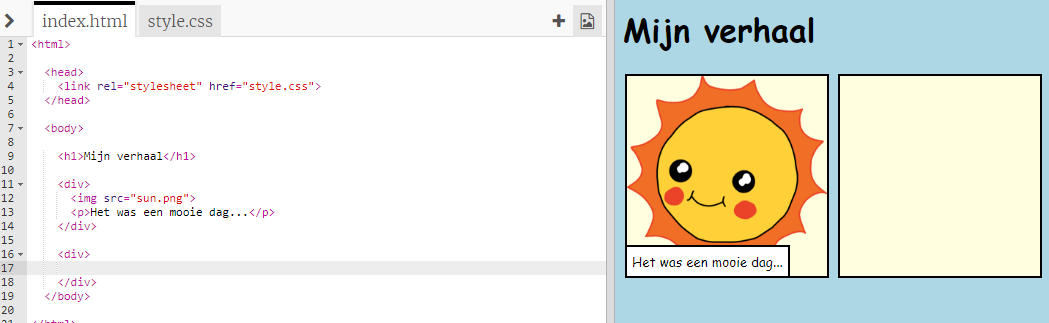 index.html style.css
1 <html>
2
3 <head>
4 <link rel="stylesheet" href="style.css">
5 </head>
6
7 <body>
8
9 <h1>Mijn verhaal</h1>
10
11 <div>
12 <img src="sun.png">
13 <p>Het was een mooie dag...</p>
14 </div>
15
16 <div>
17
18 </div>
19 </body>
20
21 </html>
Mijn verhaal
Het was een mooie dag...